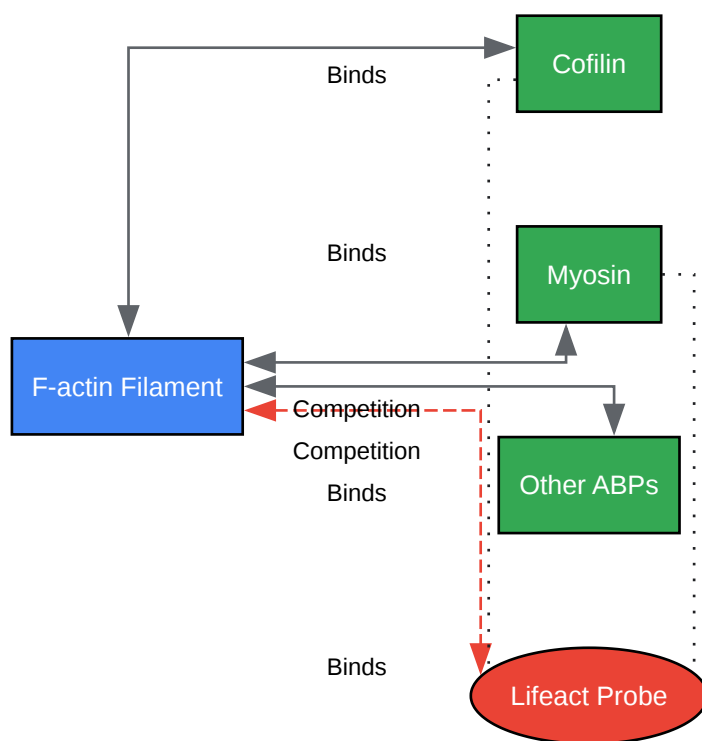 Cofilin
Binds
Binds
Myosin
F-actin Filament
Competition
Competition
Binds
Other ABPs
Binds
Lifeact Probe